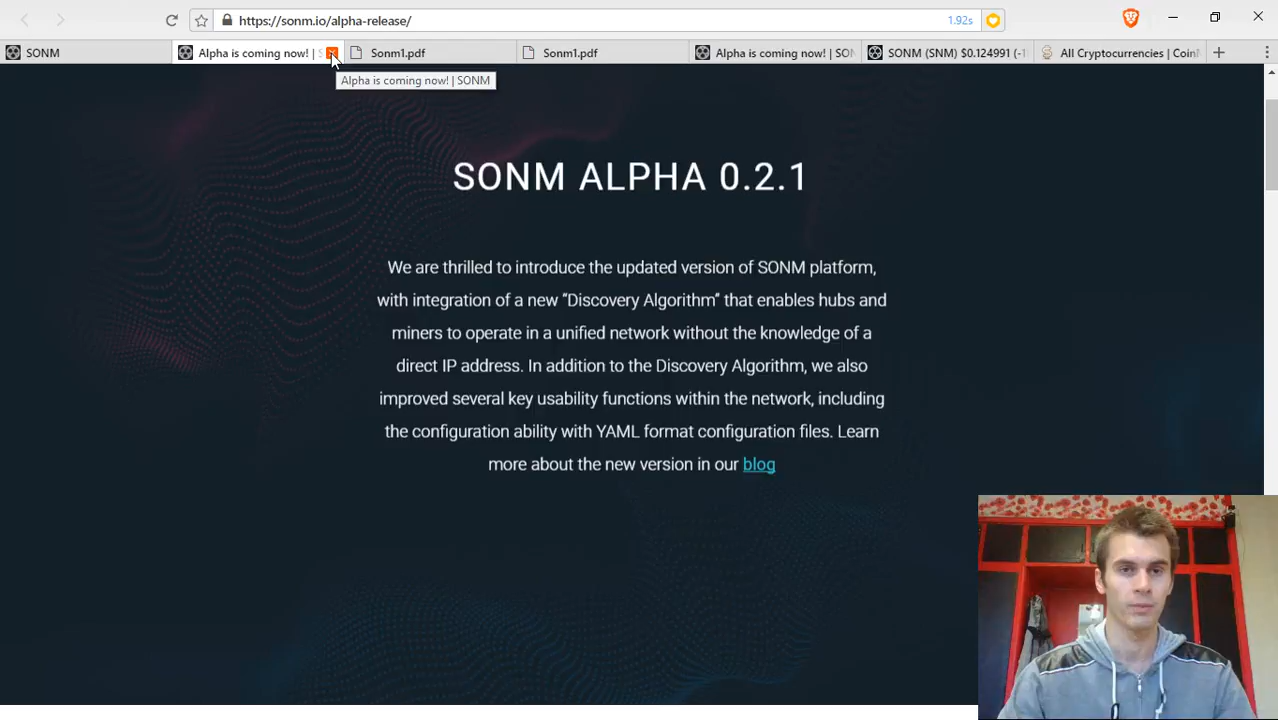 https://sonm.io/alpha-release/
1.92s
SONM
Alpha is coming now! | S
Sonm1.pdf
Sonm1.pdf
Alpha is coming now! | SON
SONM (SNM) $0.124991 (-1
All Cryptocurrencies | Coin
Alpha is coming now! | SONM
SONM ALPHA 0.2.1
We are thrilled to introduce the updated version of SONM platform,
with integration of a new “Discovery Algorithm” that enables hubs and
miners to operate in a unified network without the knowledge of a
direct IP address. In addition to the Discovery Algorithm, we also
improved several key usability functions within the network, including
the configuration ability with YAML format configuration files. Learn
more about the new version in our blog